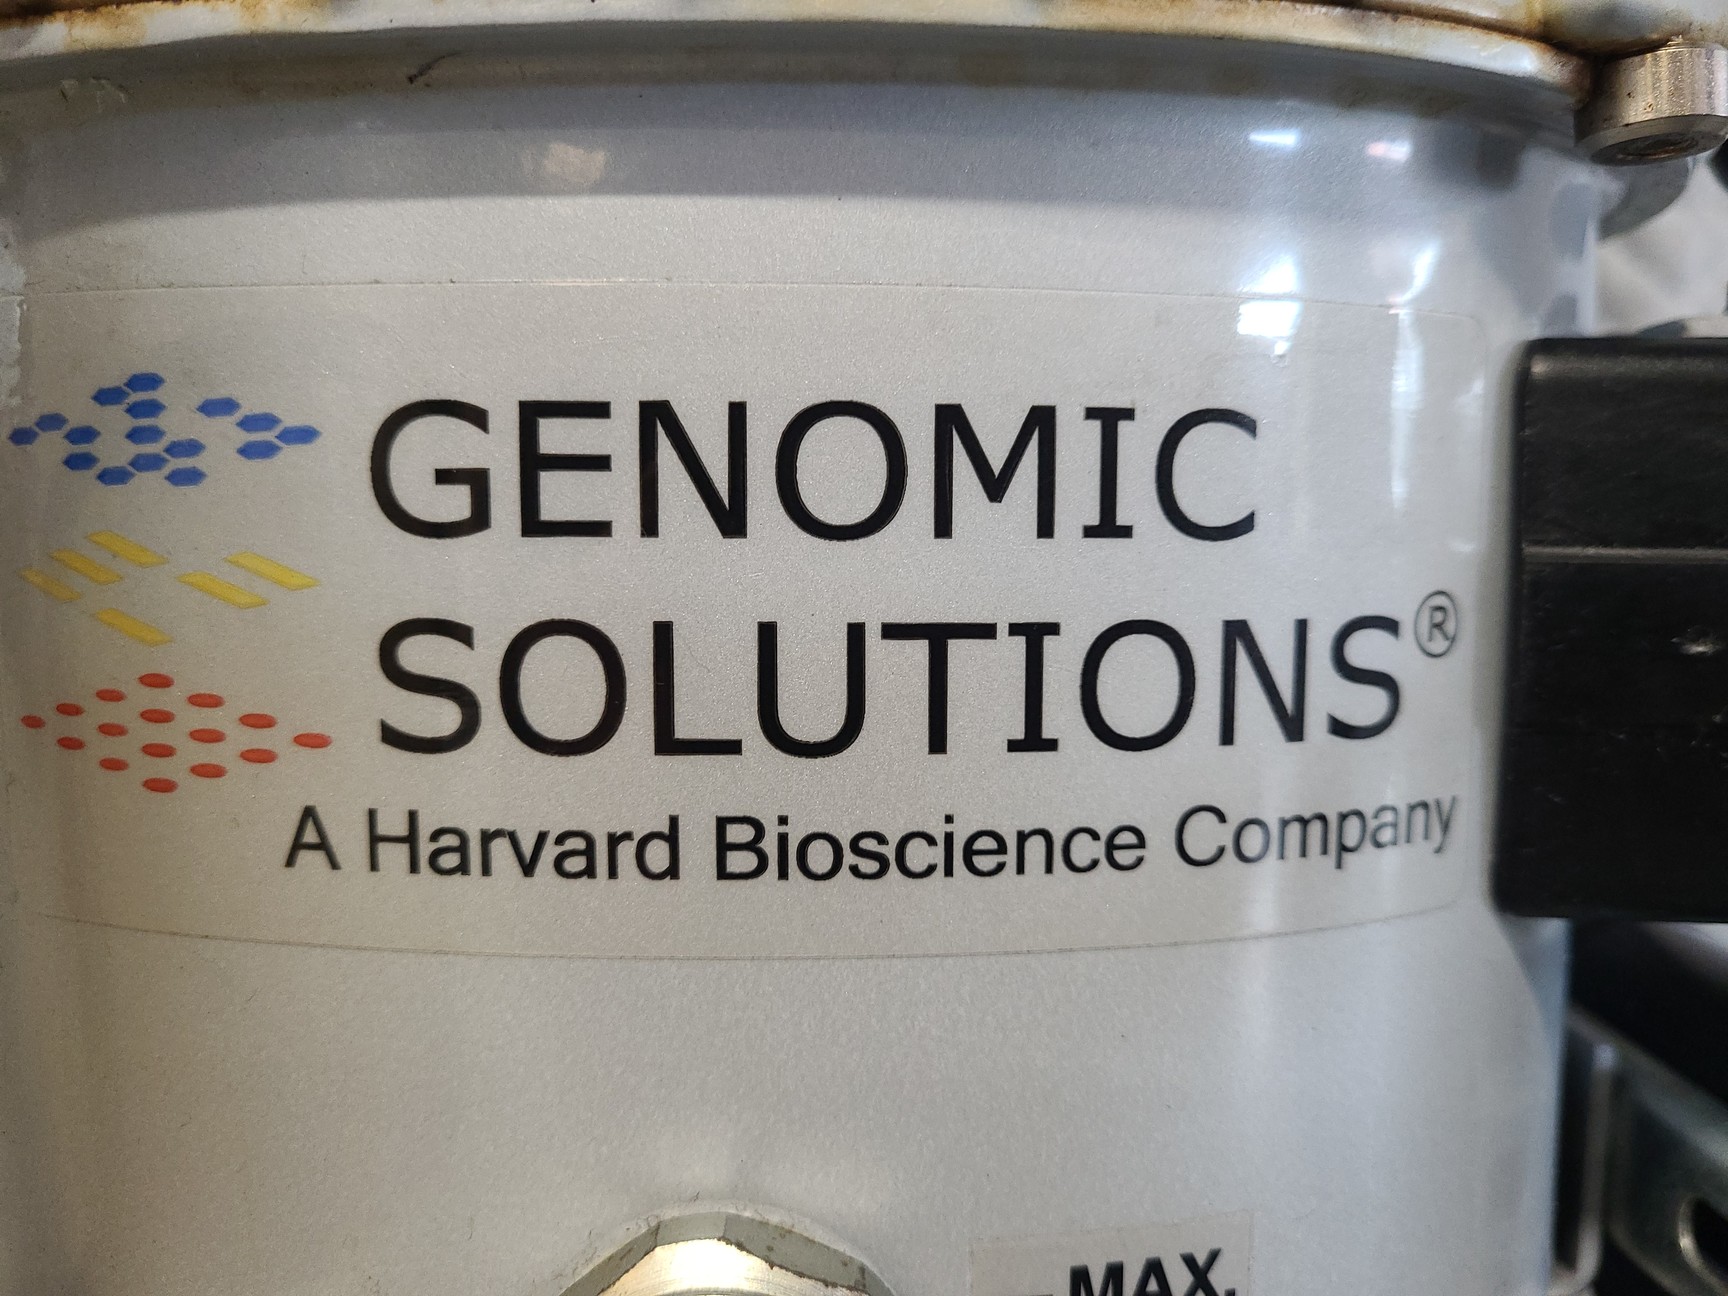 GENOMIC
SOLUTIONS®
A Harvard Bioscience Company
MAX.